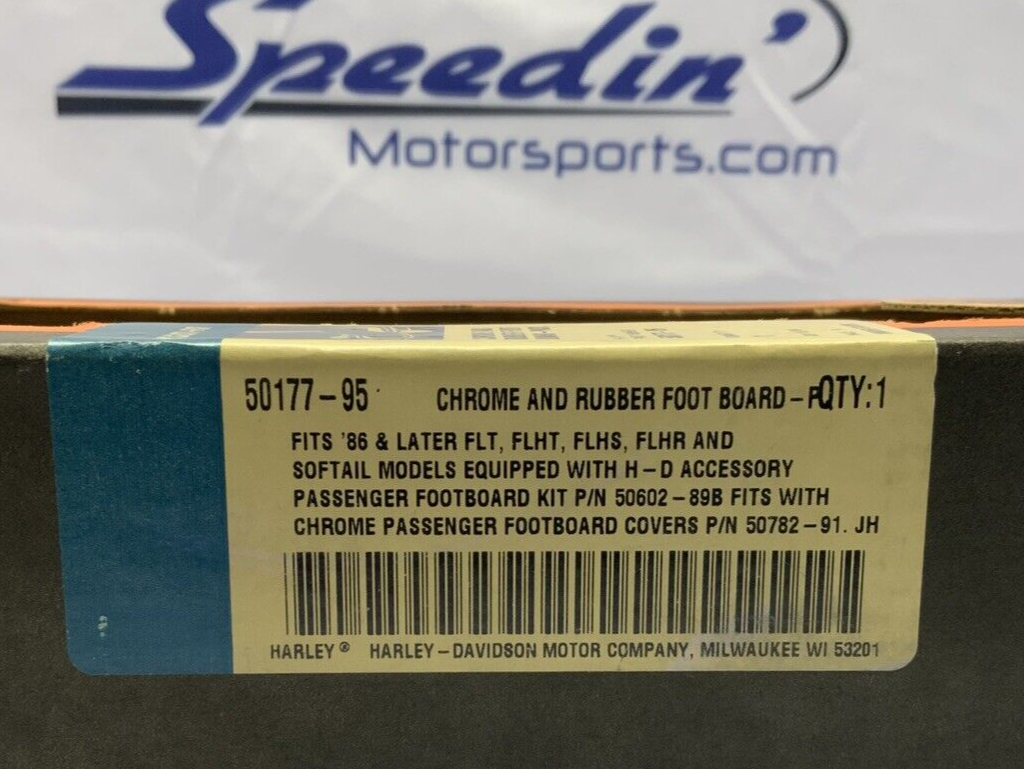 Speedin'
Motorsports.com
50177-95 CHROME AND RUBBER FOOT BOARD-P QTY:1
FITS '86 & LATER FLT, FLHT, FLHS, FLHR AND
SOFTAIL MODELS EQUIPPED WITH H-D ACCESSORY
PASSENGER FOOTBOARD KIT P/N 50602-89B FITS WITH
CHROME PASSENGER FOOTBOARD COVERS P/N 50782-91. JH
HARLEY® HARLEY-DAVIDSON MOTOR COMPANY, MILWAUKEE WI 53201